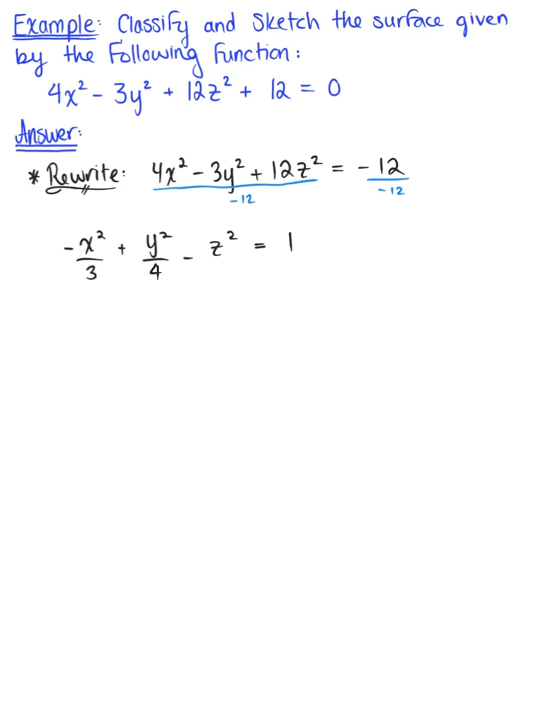 Example: Classify and Sketch the surface given
by the Following Function:
4x² - 3y² + 12z² + 12 = 0
Answer:
* Rewrite: 4x² - 3y² + 12z² = -12
-12 -12
-x²/3 + y²/4 - z² = 1